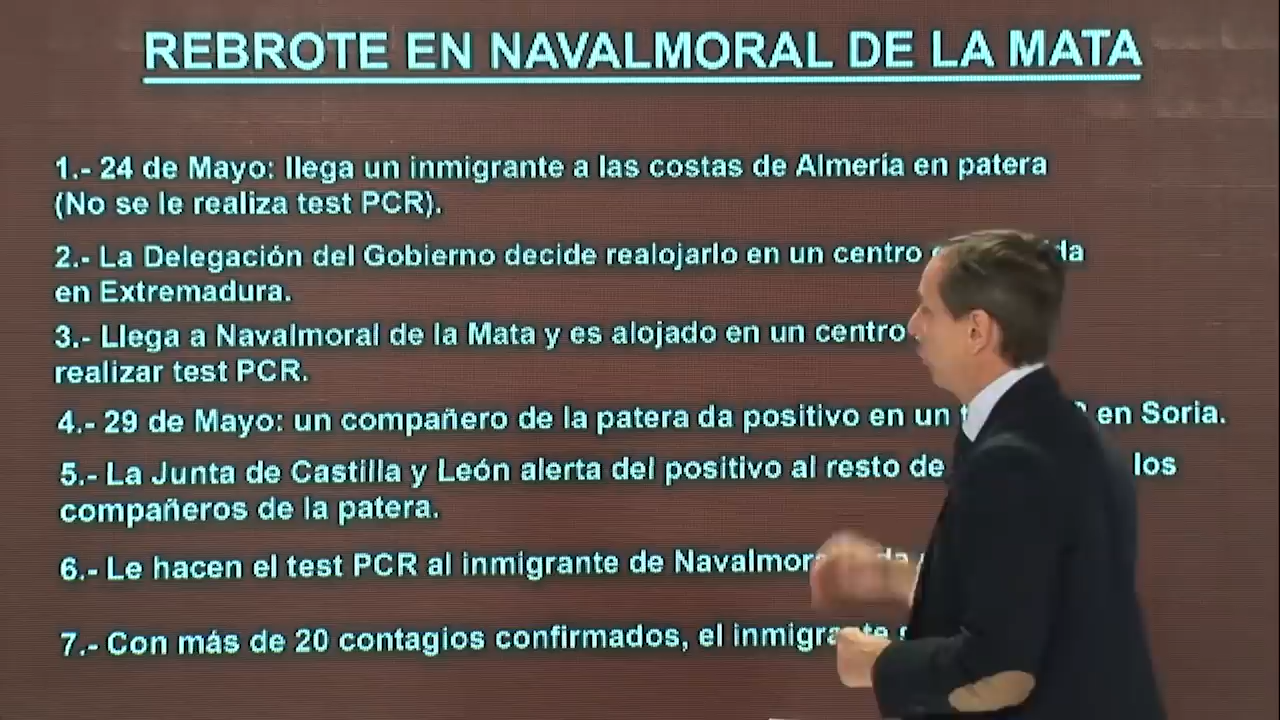 REBROTE EN NAVALMORAL DE LA MATA
1.- 24 de Mayo: llega un inmigrante a las costas de Almería en patera
(No se le realiza test PCR).
2.- La Delegación del Gobierno decide realojarlo en un centro
en Extremadura.
3.- Llega a Navalmoral de la Mata y es alojado en un centro
realizar test PCR.
4.- 29 de Mayo: un compañero de la patera da positivo en un en Soria.
5.- La Junta de Castilla y León alerta del positivo al resto de los
compañeros de la patera.
6.- Le hacen el test PCR al inmigrante de
7.- Con más de 20 contagios confirmados, el